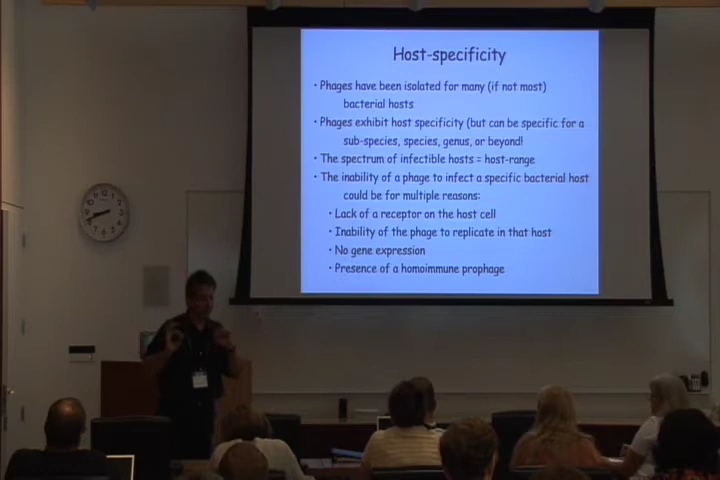 Host-specificity
• Phages have been isolated for many (if not most)
bacterial hosts
• Phages exhibit host specificity (but can be specific for a
sub-species, species, genus, or beyond!
• The spectrum of infectible hosts = host-range
• The inability of a phage to infect a specific bacterial host
could be for multiple reasons:
• Lack of a receptor on the host cell
• Inability of the phage to replicate in that host
• No gene expression
• Presence of a homoimmune prophage